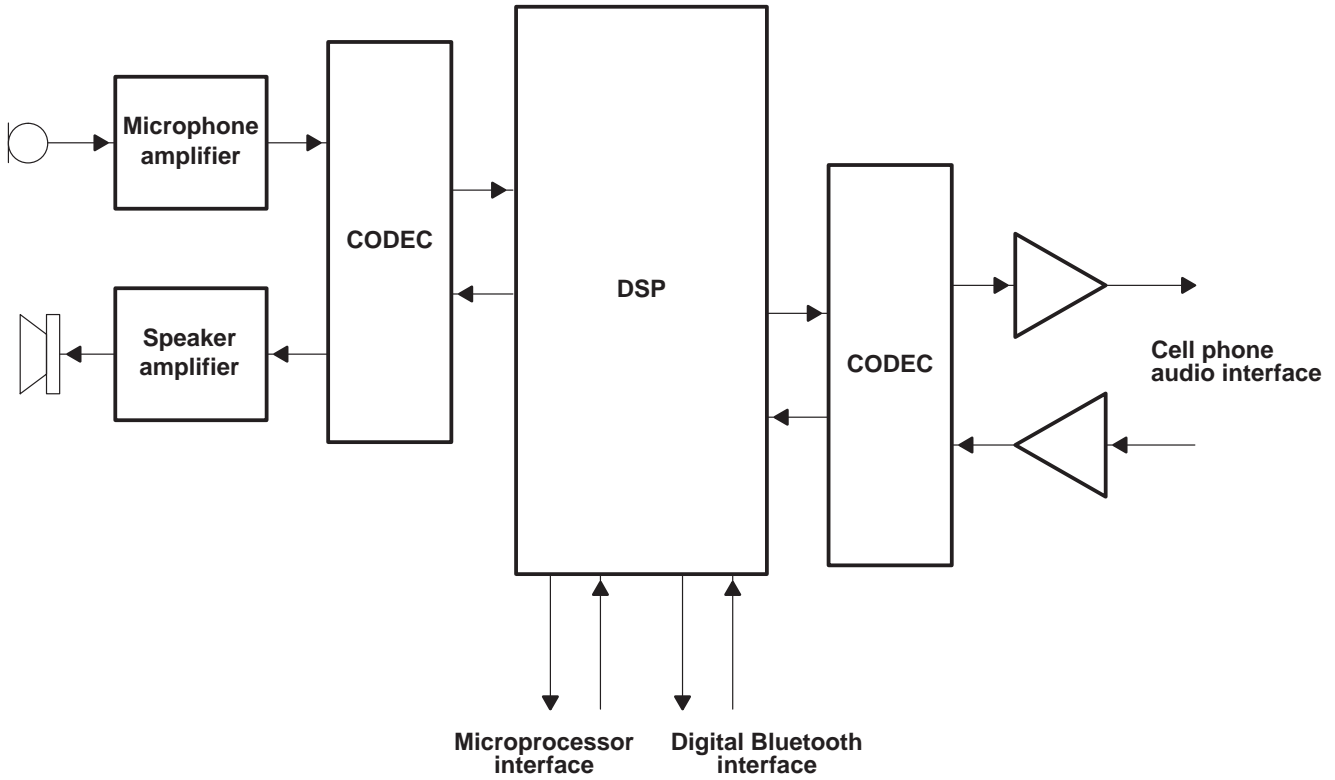 Microphone
amplifier
CODEC
Speaker
amplifier
DSP
CODEC
Cell phone
audio interface
Microprocessor
interface
Digital Bluetooth
interface